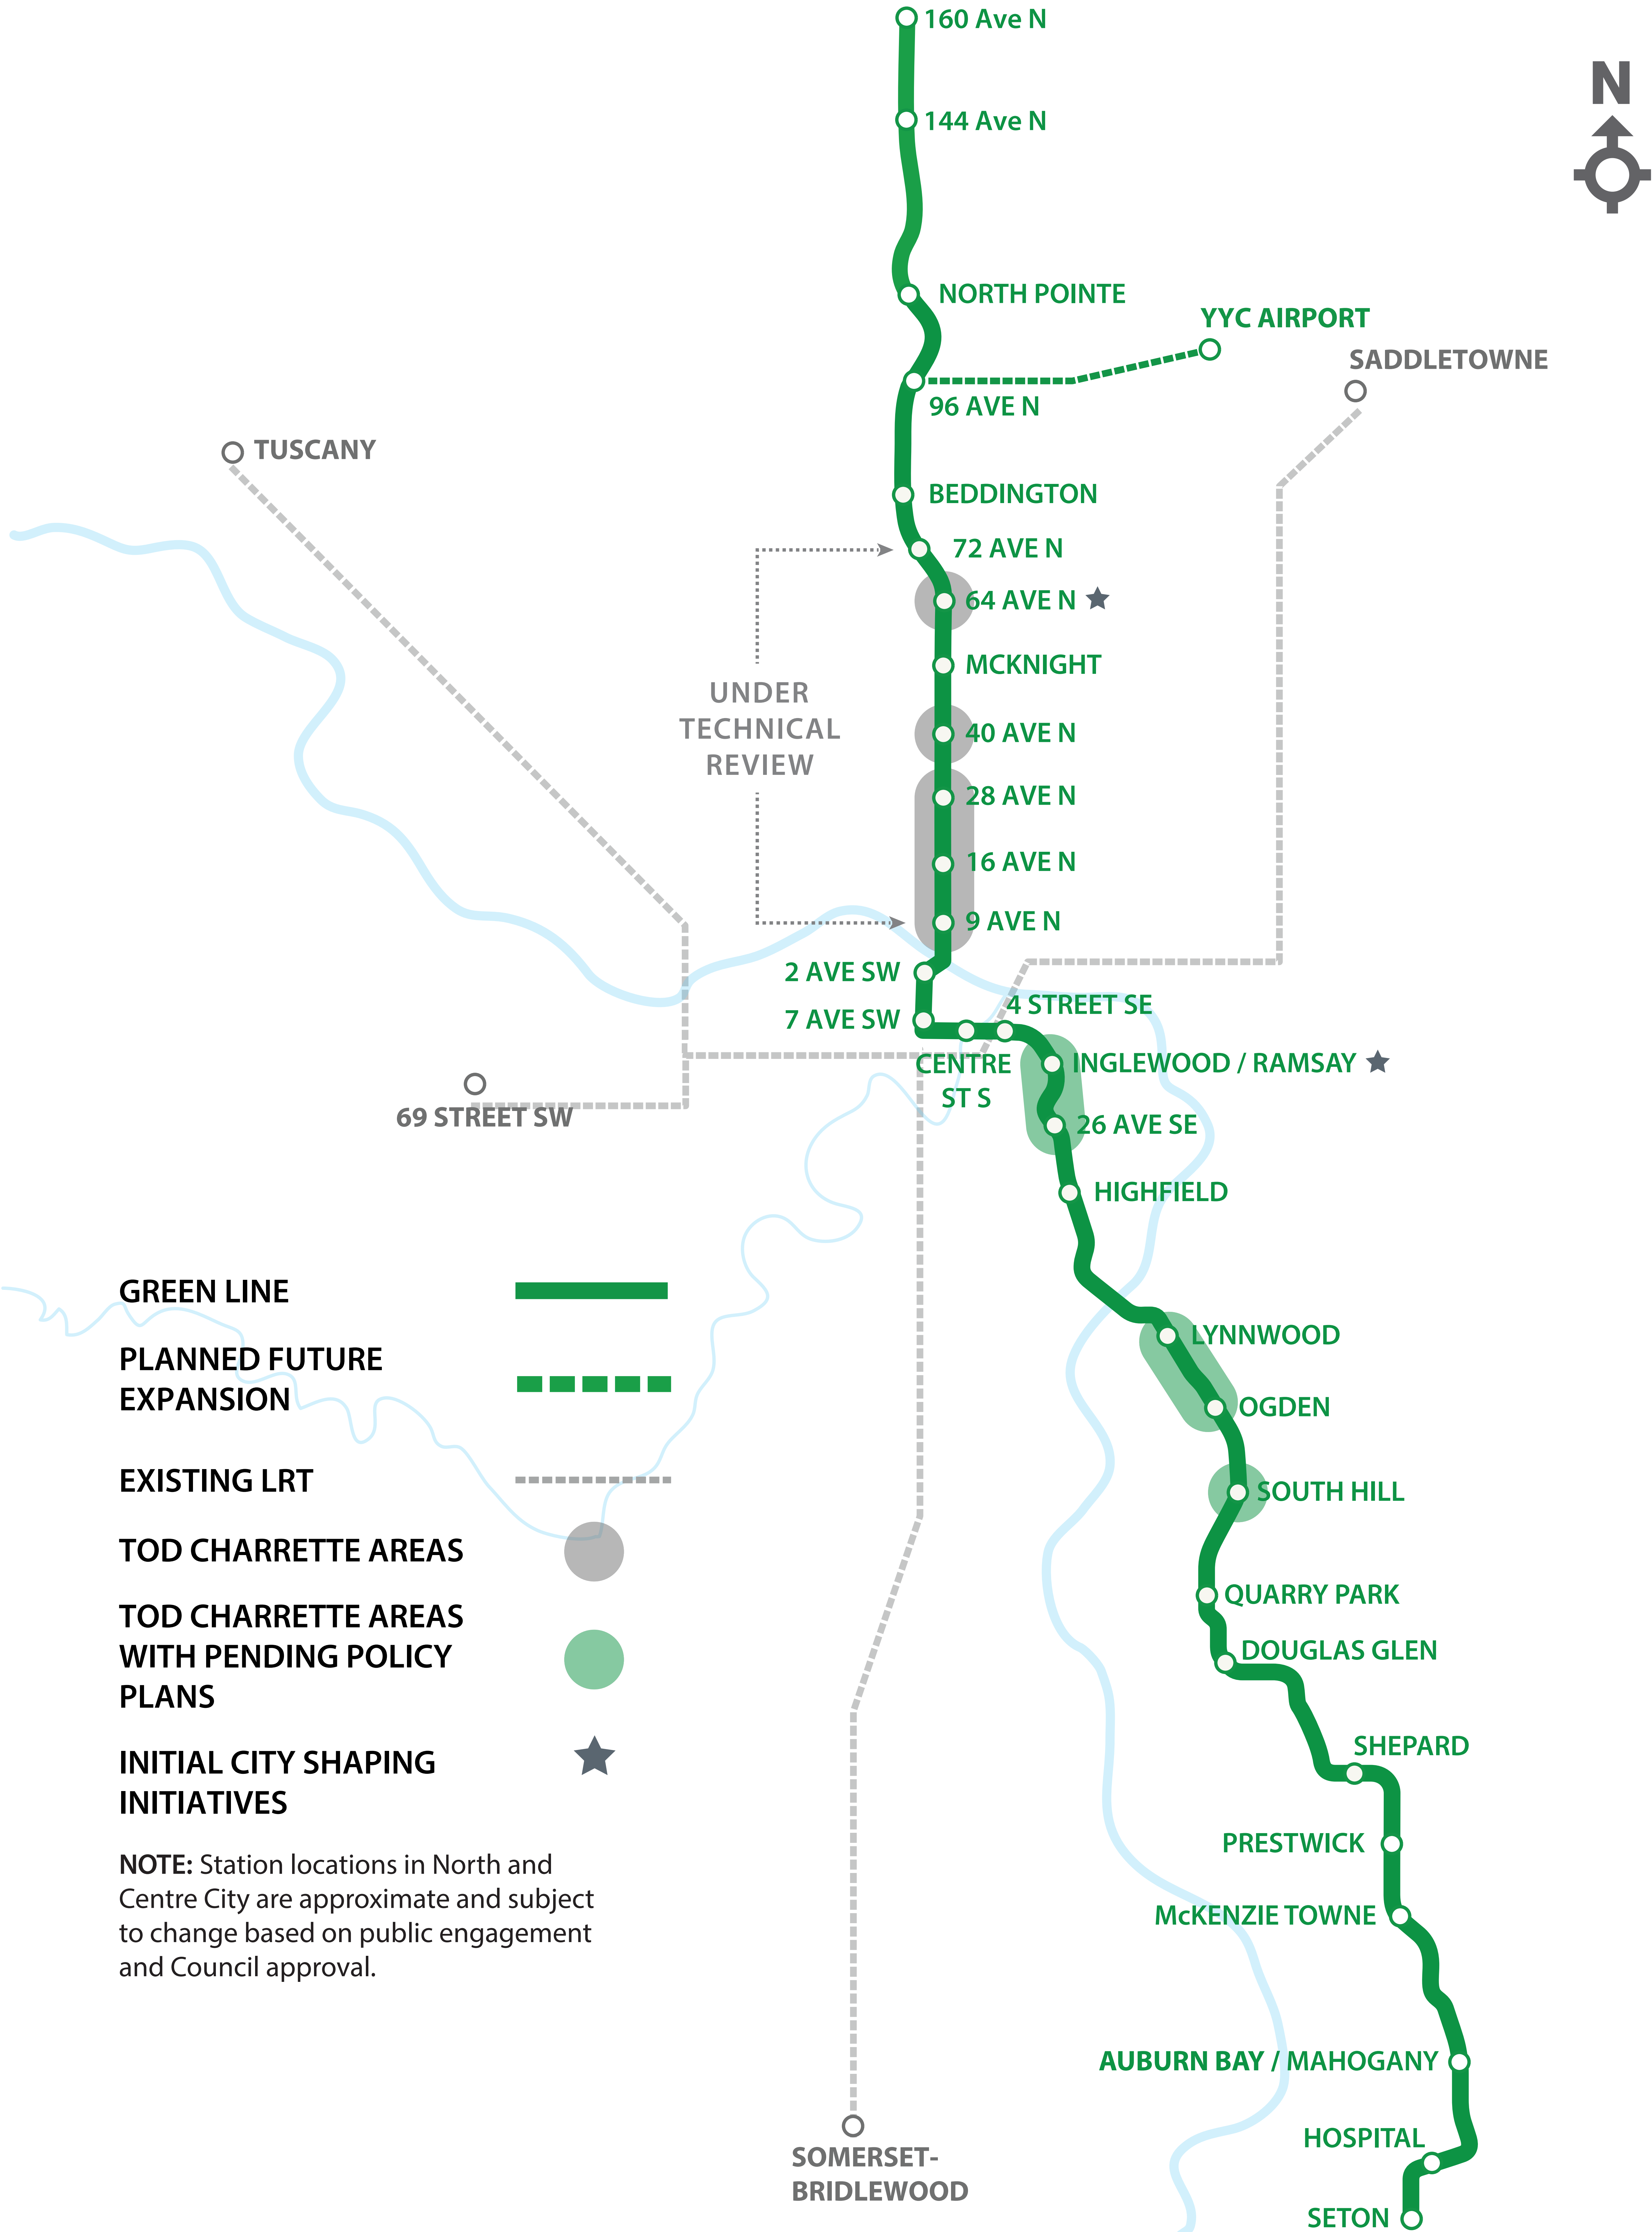 160 Ave N
N
144 Ave N
NORTH POINTE
YYC AIRPORT
SADDLETOWNE
96 AVE N
TUSCANY
BEDDINGTON
72 AVE N
64 AVE N
MCKNIGHT
UNDER
TECHNICAL
REVIEW
40 AVE N
28 AVE N
16 AVE N
9 AVE N
2 AVE SW
4 STREET SE
7 AVE SW
CENTRE
ST S
INGLEWOOD / RAMSAY
69 STREET SW
26 AVE SE
HIGHFIELD
LYNNWOOD
OGDEN
SOUTH HILL
QUARRY PARK
DOUGLAS GLEN
SHEPARD
PRESTWICK
McKENZIE TOWNE
AUBURN BAY / MAHOGANY
HOSPITAL
SETON
SOMERSET-
BRIDLEWOOD
GREEN LINE
PLANNED FUTURE
EXPANSION
EXISTING LRT
TOD CHARRETTE AREAS
TOD CHARRETTE AREAS
WITH PENDING POLICY
PLANS
INITIAL CITY SHAPING
INITIATIVES
NOTE: Station locations in North and
Centre City are approximate and subject
to change based on public engagement
and Council approval.